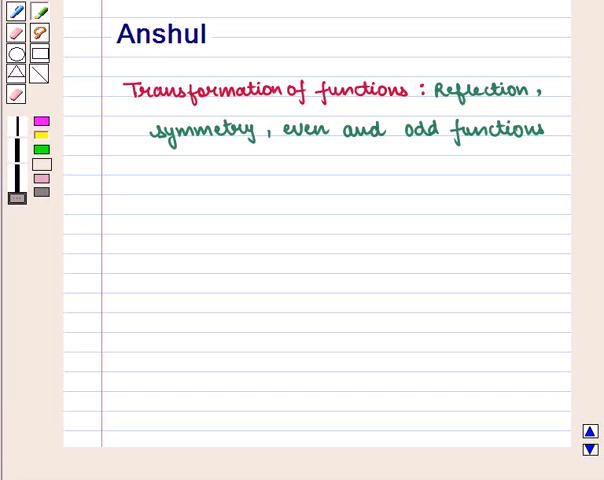 Anshul
Transformation of functions : Reflection,
symmetry, even and odd functions